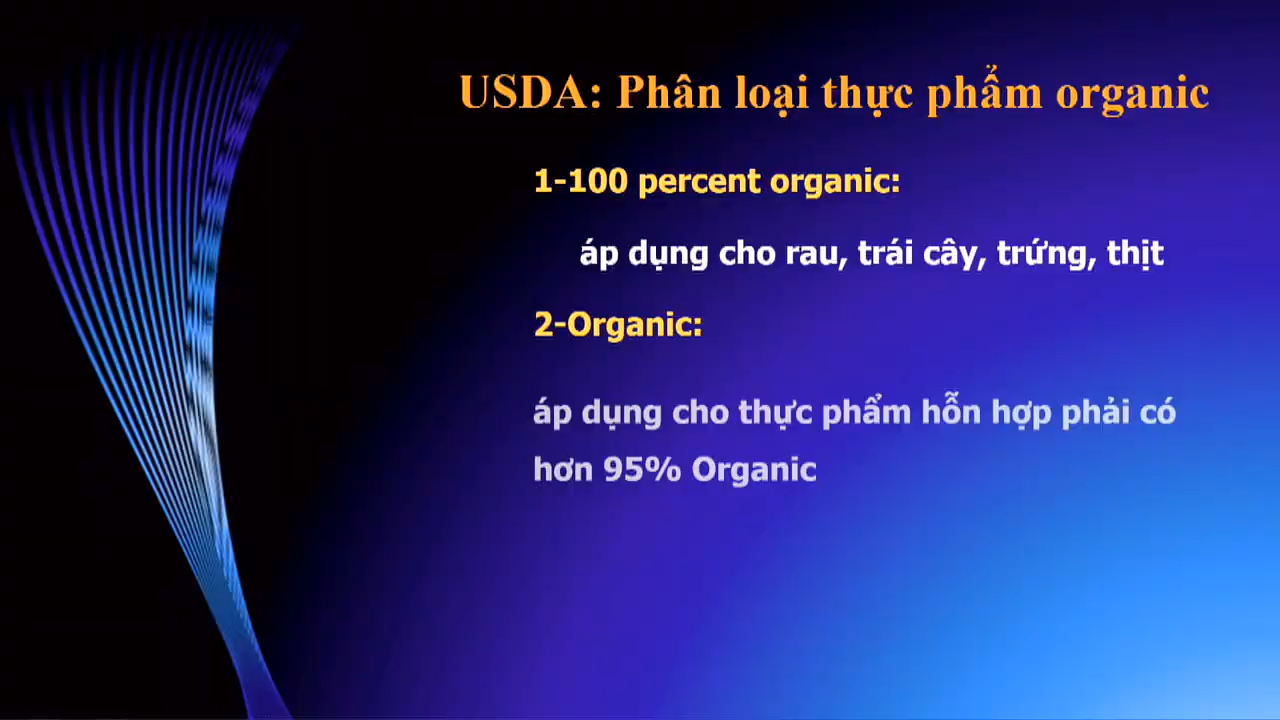 USDA: Phân loại thực phẩm organic
1-100 percent organic:
áp dụng cho rau, trái cây, trứng, thịt
2-Organic:
áp dụng cho thực phẩm hỗn hợp phải có
hơn 95% Organic